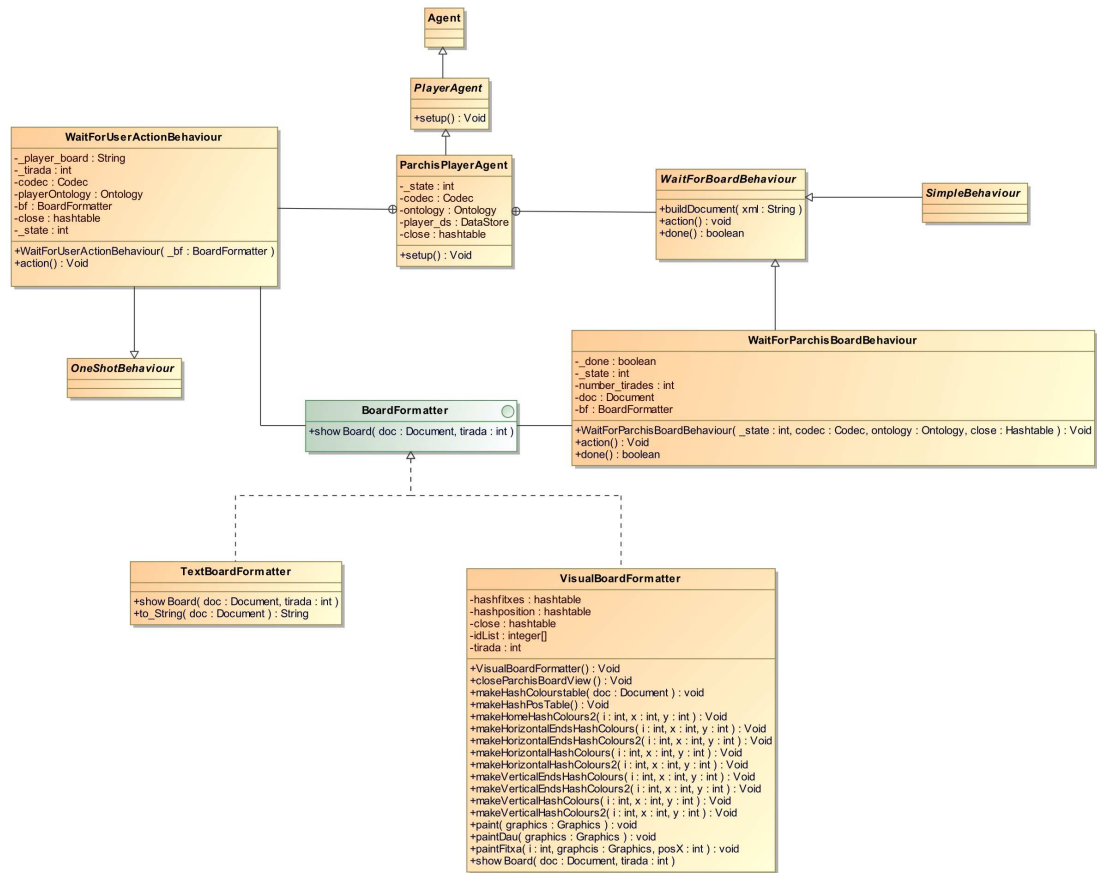 Agent
PlayerAgent
+setup() : Void
WaitForUserActionBehaviour
-_player_board : String
-_tirada : int
-codec : Codec
-playerOntology : Ontology
-bf : BoardFormatter
-close : hashtable
-_state : int
+WaitForUserActionBehaviour( _bf : BoardFormatter )
+action() : Void
ParchisPlayerAgent
-_state : int
-codec : Codec
-ontology : Ontology
-player_ds : DataStore
-close : hashtable
+setup() : Void
WaitForBoardBehaviour
+buildDocument( xml : String )
+action() : void
+done() : boolean
SimpleBehaviour
OneShotBehaviour
WaitForParchisBoardBehaviour
-_done : boolean
-_state : int
-number_tirades : int
-doc : Document
-bf : BoardFormatter
+WaitForParchisBoardBehaviour( _state : int, codec : Codec, ontology : Ontology, close : Hashtable ) : Void
+action() : Void
+done() : boolean
BoardFormatter
+showBoard( doc : Document, tirada : int )
TextBoardFormatter
+showBoard( doc : Document, tirada : int )
+to_String( doc : Document ) : String
VisualBoardFormatter
-hashfitxes : hashtable
-hashposition : hashtable
-close : hashtable
-idList : integer[]
-tirada : int
+VisualBoardFormatter() : Void
+closeParchisBoardView() : Void
+makeHashColourstable( doc : Document ) : void
+makeHashPosTable() : Void
+makeHomeHashColours2( i : int, x : int, y : int ) : Void
+makeHorizontalEndsHashColours( i : int, x : int, y : int ) : Void
+makeHorizontalEndsHashColours2( i : int, x : int, y : int ) : Void
+makeHorizontalHashColours( i : int, x : int, y : int ) : Void
+makeHorizontalHashColours2( i : int, x : int, y : int ) : Void
+makeVerticalEndsHashColours( i : int, x : int, y : int ) : Void
+makeVerticalEndsHashColours2( i : int, x : int, y : int ) : Void
+makeVerticalHashColours( i : int, x : int, y : int ) : Void
+makeVerticalHashColours2( i : int, x : int, y : int ) : Void
+paint( graphics : Graphics ) : void
+paintDau( graphics : Graphics ) : void
+paintFitxa( i : int, graphcis : Graphics, posX : int ) : void
+showBoard( doc : Document, tirada : int )